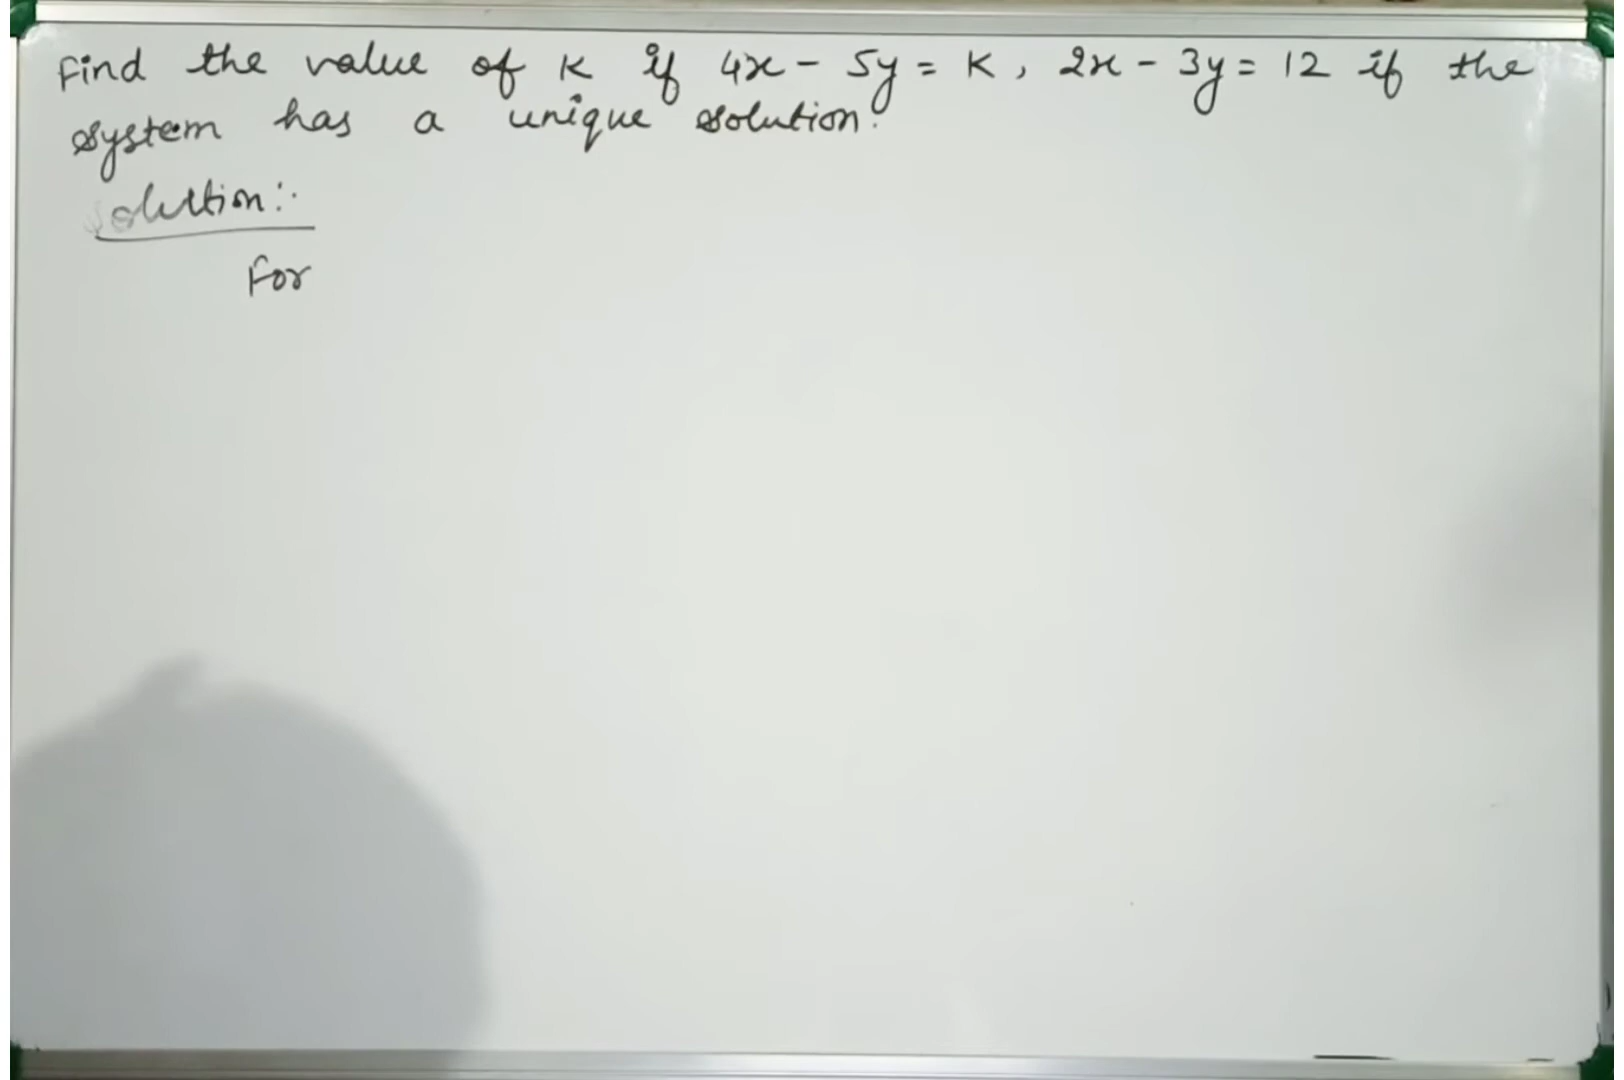 Find the value of K if 4x - 5y = K, 2x - 3y = 12 if the
system has a unique solution.
Solution:-
For